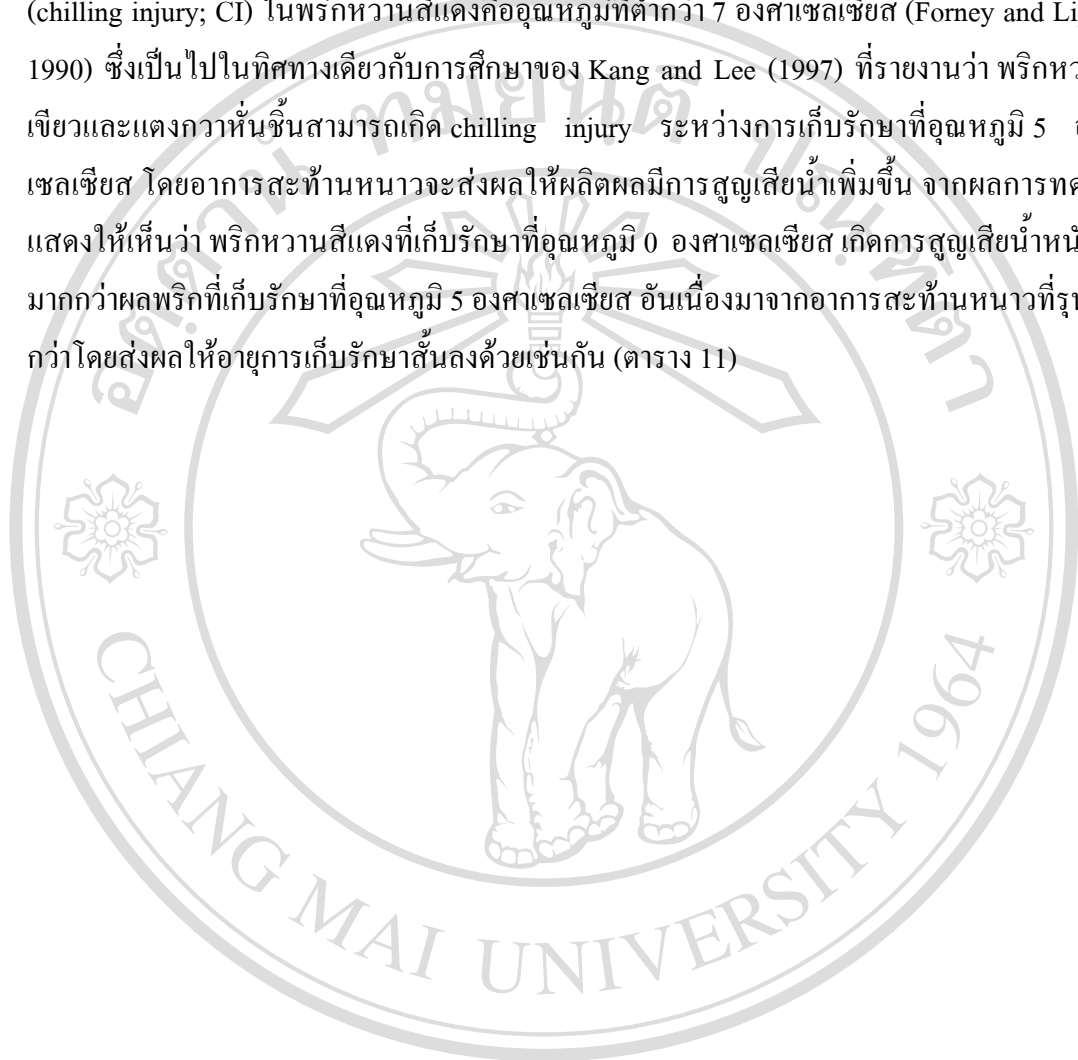 (chilling injury; CI) ในพริกหวานสีแดงคืออุณหภูมิที่ต่ำกว่า 7 องศาเซลเซียส (Forney and
1990) ซึ่งเป็นไปในทิศทางเดียวกับการศึกษาของ Kang and Lee (1997) ที่รายงานว่า
เขียวและแตงกวาหั่นชิ้นสามารถเกิด chilling injury ระหว่างการเก็บรักษาที่อุณหภูมิ 5
เซลเซียส โดยอาการสะท้านหนาวจะส่งผลให้ผลิตผลมีการสูญเสียน้ำเพิ่มขึ้น จากผลการ
แสดงให้เห็นว่า พริกหวานสีแดงที่เก็บรักษาที่อุณหภูมิ 0 องศาเซลเซียส เกิดการสูญเสีย
มากกว่าผลพริกที่เก็บรักษาที่อุณหภูมิ 5 องศาเซลเซียส อันเนื่องมาจากอาการสะท้านหนาวที่
กว่าโดยส่งผลให้อายุการเก็บรักษาสั้นลงด้วยเช่นกัน (ตาราง 11)
อตฺตานํ ทมยนฺติ ปณฺฑิตา
CHIANG MAI UNIVERSITY 1964